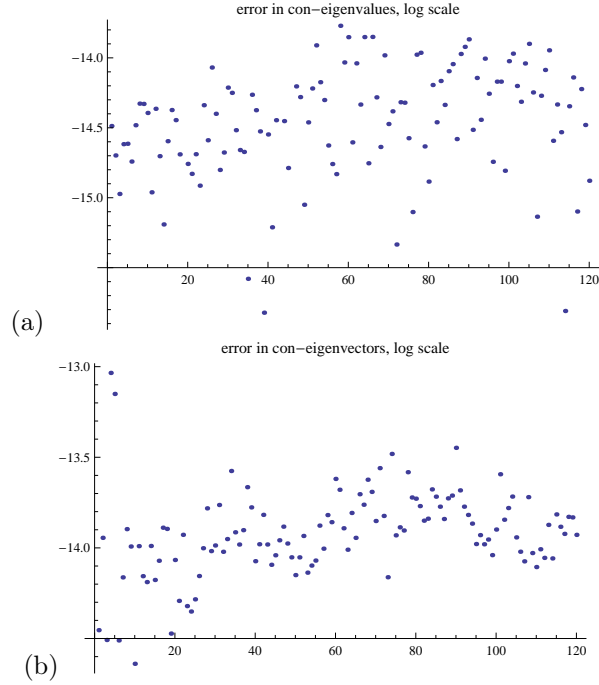 error in con−eigenvalues, log scale
−14.0
−14.5
−15.0
20 40 60 80 100 120
(a)
error in con−eigenvectors, log scale
−13.0
−13.5
−14.0
20 40 60 80 100 120
(b)